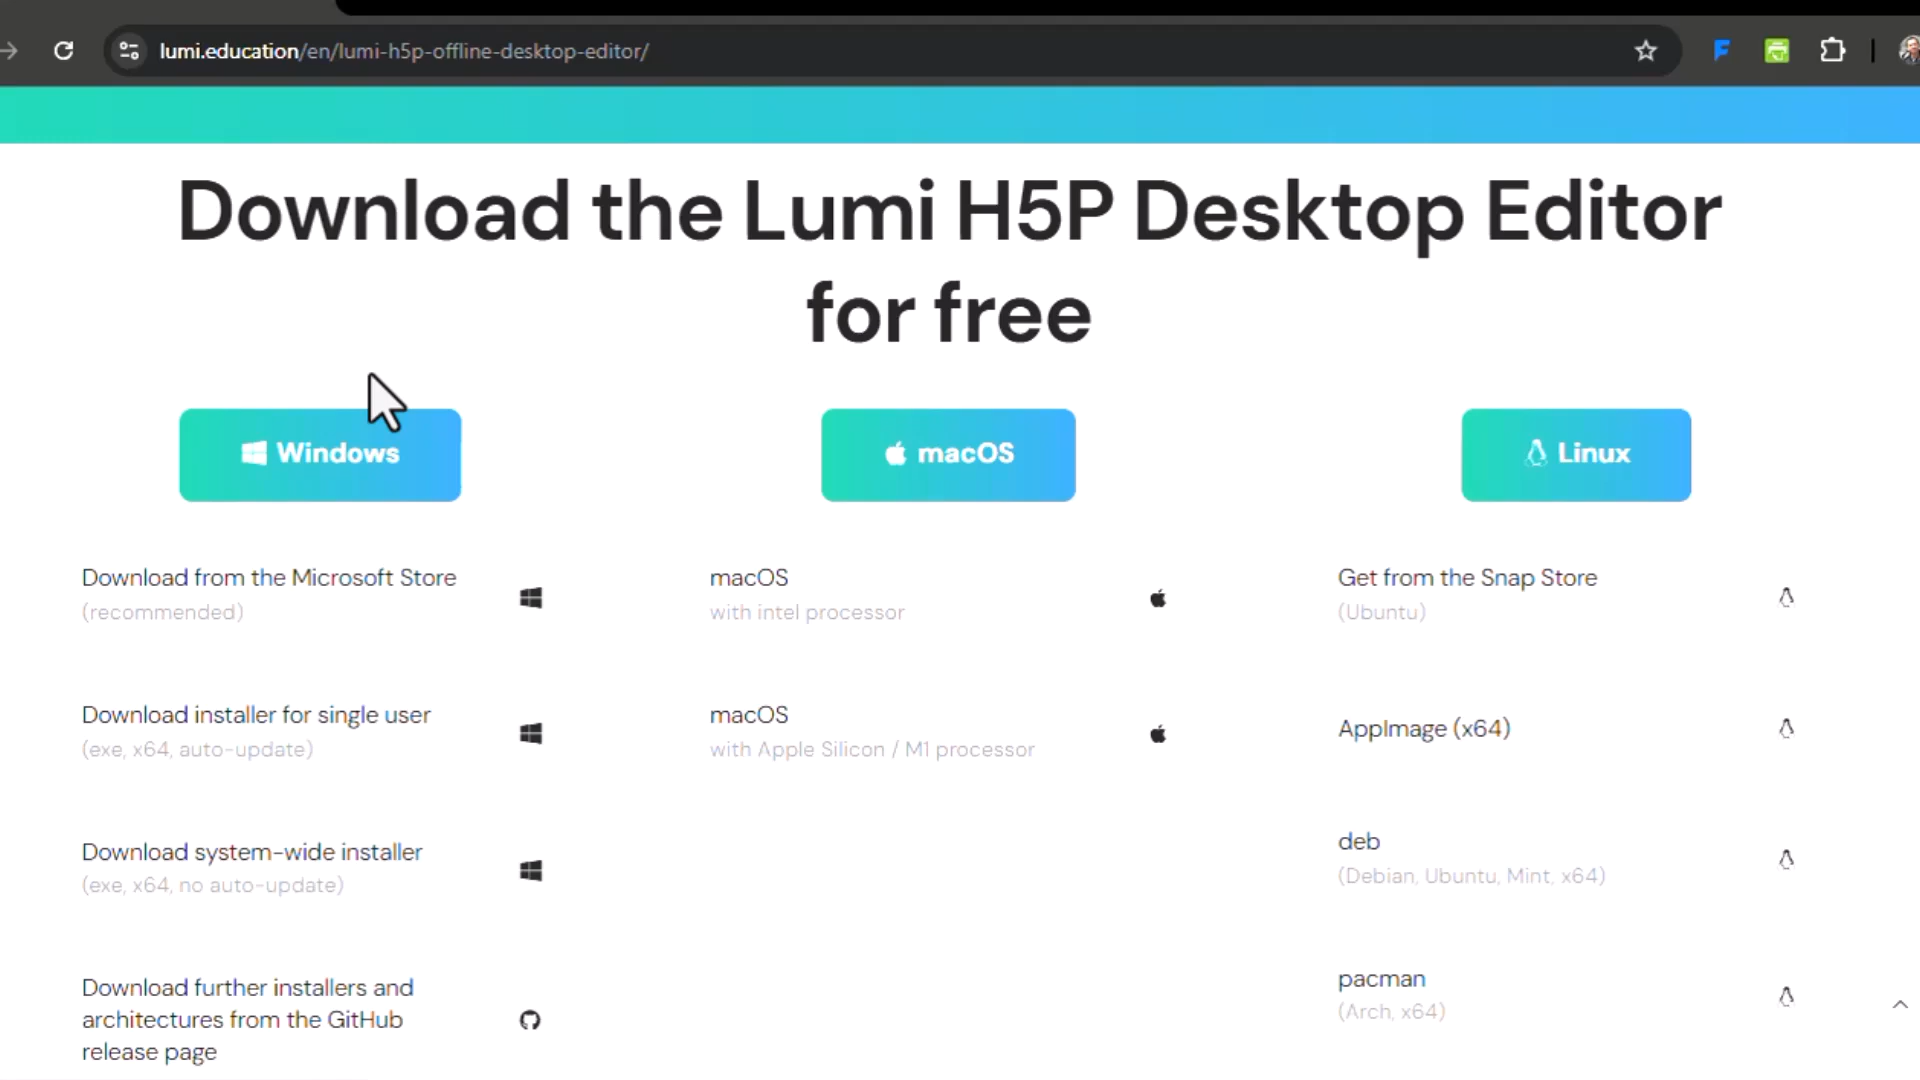 lumi.education/en/lumi-h5p-offline-desktop-editor/
Download the Lumi H5P Desktop Editor
for free
Windows
macOS
Linux
Download from the Microsoft Store
(recommended)
Download installer for single user
(exe, x64, auto-update)
Download system-wide installer
(exe, x64, no auto-update)
Download further installers and
architectures from the GitHub
release page
macOS
with intel processor
macOS
with Apple Silicon / M1 processor
Get from the Snap Store
(Ubuntu)
AppImage (x64)
deb
(Debian, Ubuntu, Mint, x64)
pacman
(Arch, x64)